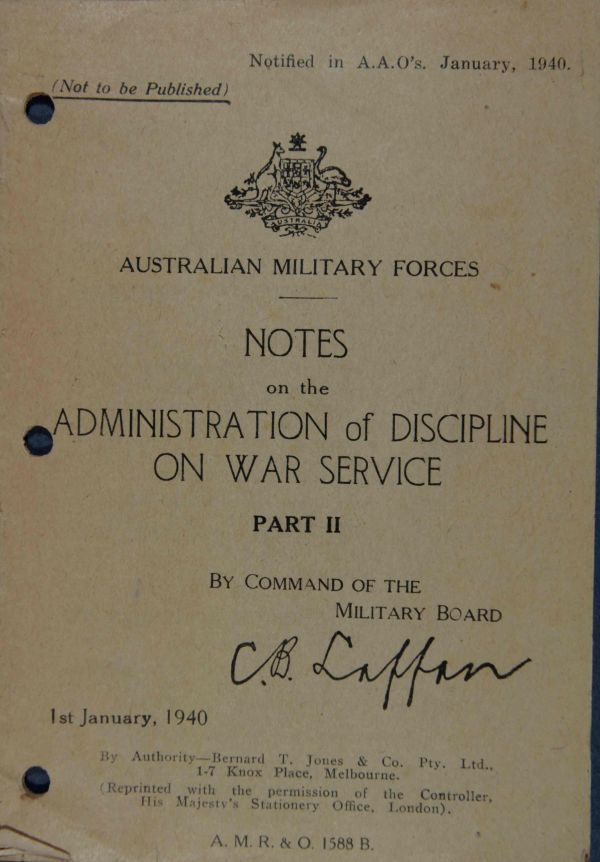 Notified in A.A.O's. January, 1940.
(Not to be Published)
AUSTRALIA
AUSTRALIAN MILITARY FORCES
NOTES
on the
ADMINISTRATION of DISCIPLINE
ON WAR SERVICE
PART II
BY COMMAND OF THE
MILITARY BOARD
C.B. Laffan
1st January, 1940
By Authority—Bernard T. Jones & Co. Pty. Ltd.,
1-7 Knox Place, Melbourne.
(Reprinted with the permission of the Controller,
His Majesty's Stationery Office, London).
A. M. R. & O. 1588 B.